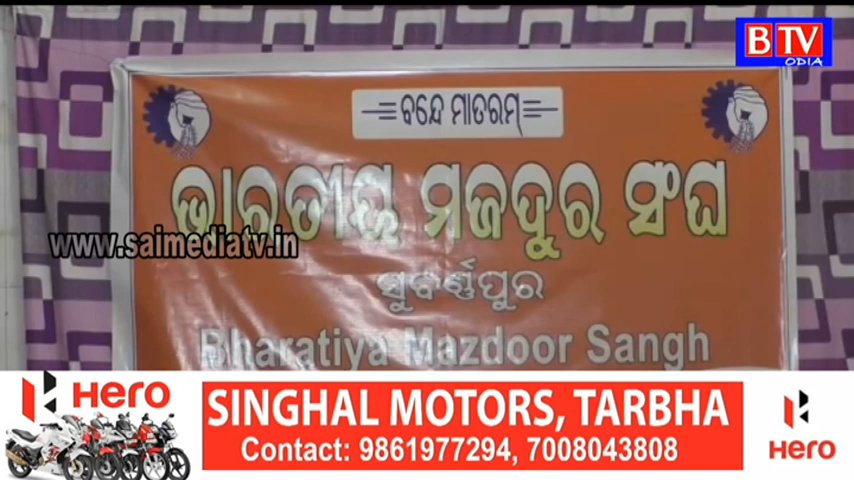 BTV
ODIA
ବନ୍ଦେ ମାତରମ୍
ଭାରତୀୟ ମଜଦୁର ସଂଘ
www.saimediatv.in
ସୁବର୍ଣ୍ଣପୁର
Bharatiya Mazdoor Sangh
Hero
SINGHAL MOTORS, TARBHA
Contact: 9861977294, 7008043808
Hero